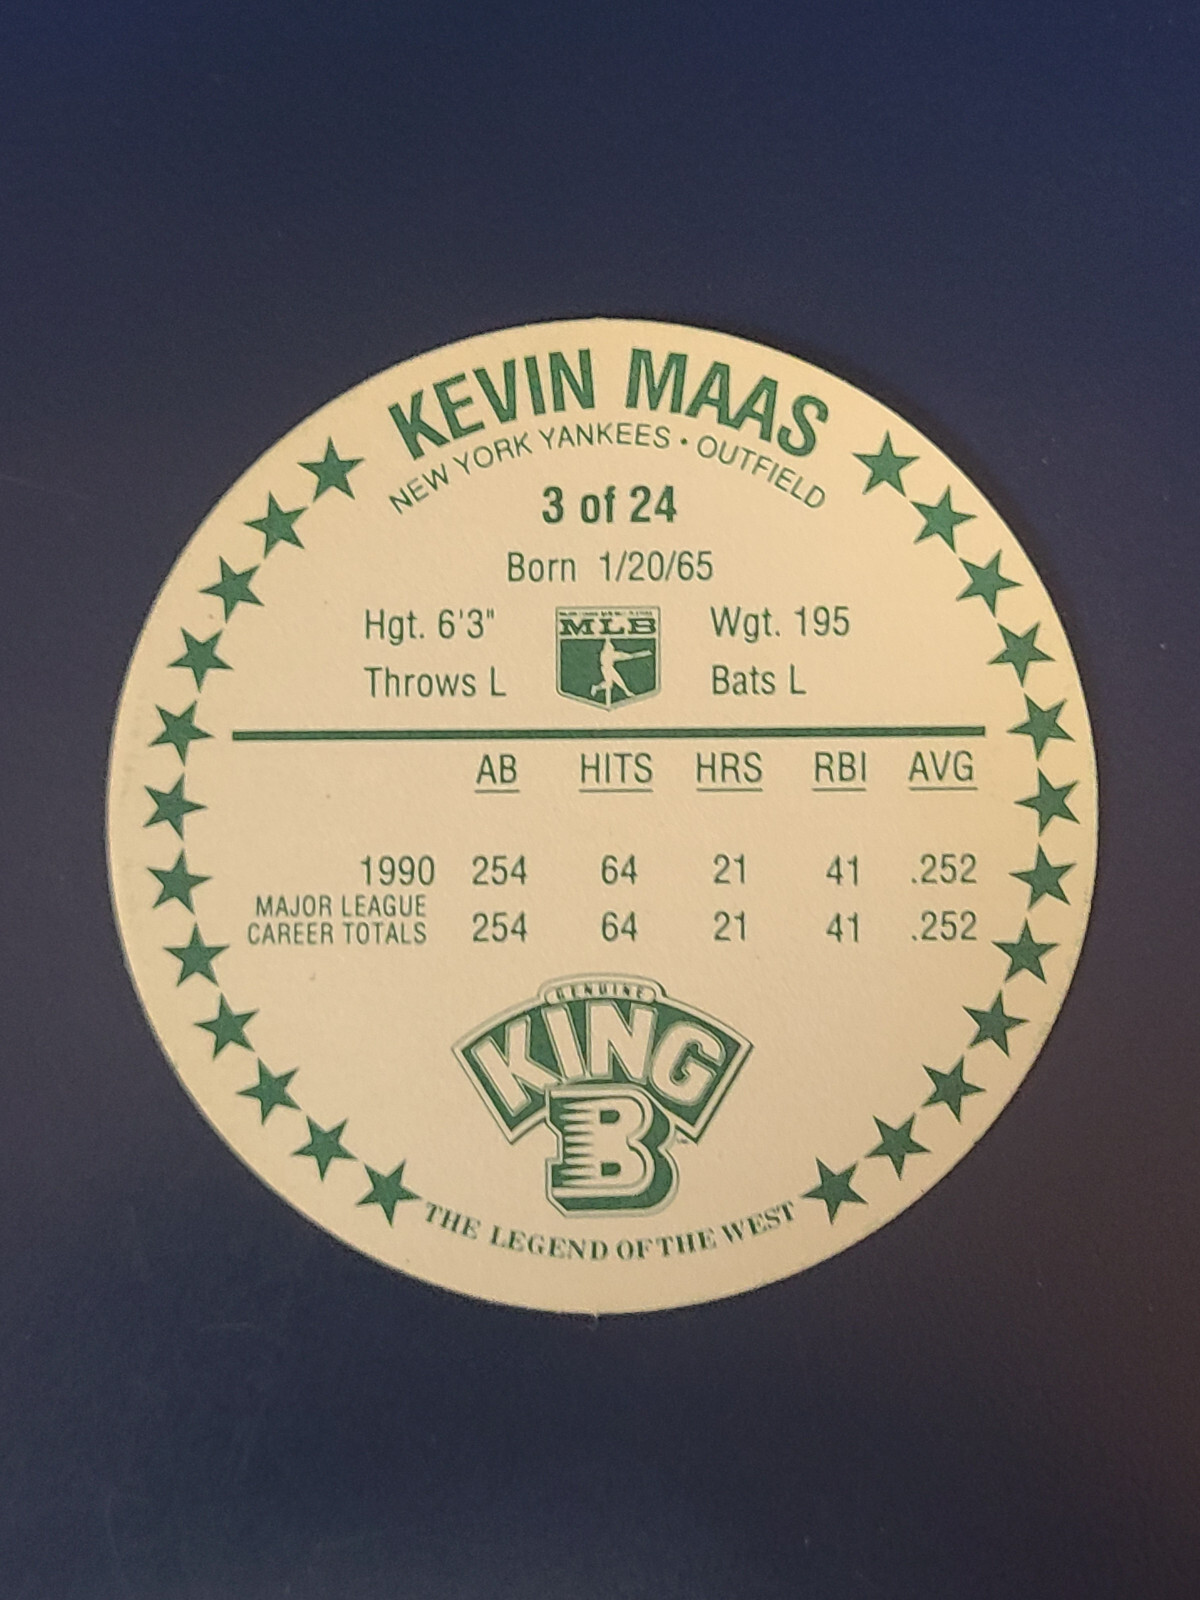 KEVIN MAAS
NEW YORK YANKEES • OUTFIELD
3 of 24
Born 1/20/65
Hgt. 6'3" Wgt. 195
MLB
Throws L Bats L
AB HITS HRS RBI AVG
1990 254 64 21 41 .252
MAJOR LEAGUE
CAREER TOTALS 254 64 21 41 .252
GENUINE
KING
B
THE LEGEND OF THE WEST